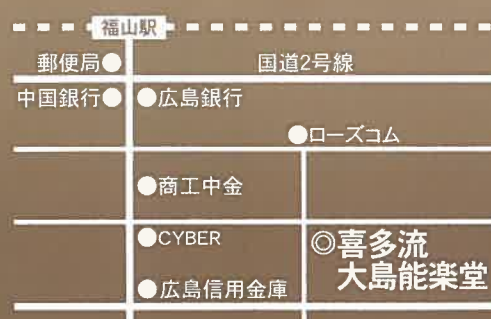 福山駅
郵便局
国道2号線
中国銀行
広島銀行
ローズコム
商工中金
CYBER
◎喜多流
大島能楽堂
広島信用金庫